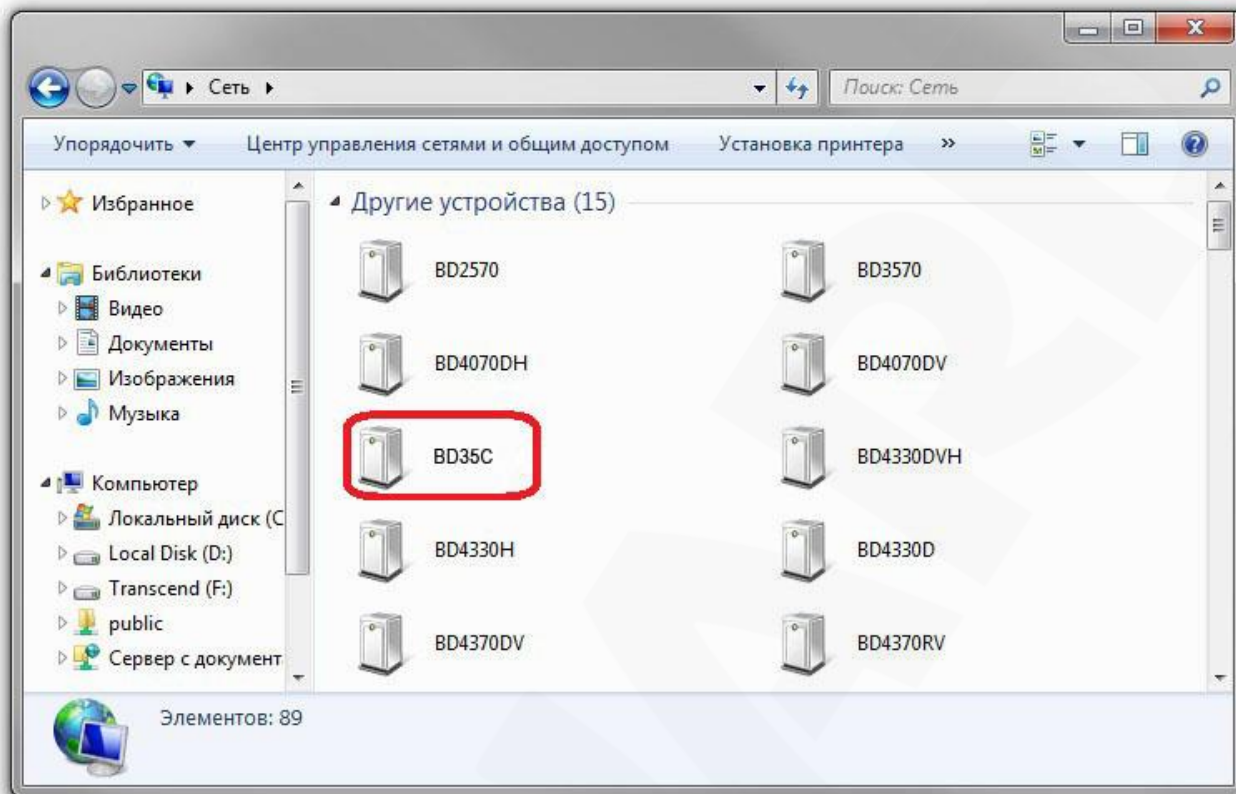 Сеть
Поиск: Сеть
Упорядочить
Центр управления сетями и общим доступом
Установка принтера
»
Избранное
Библиотеки
Видео
Документы
Изображения
Музыка
Компьютер
Локальный диск (C
Local Disk (D:)
Transcend (F:)
public
Сервер с документ
Другие устройства (15)
BD2570
BD3570
BD4070DH
BD4070DV
BD35C
BD4330DVH
BD4330H
BD4330D
BD4370DV
BD4370RV
Элементов: 89